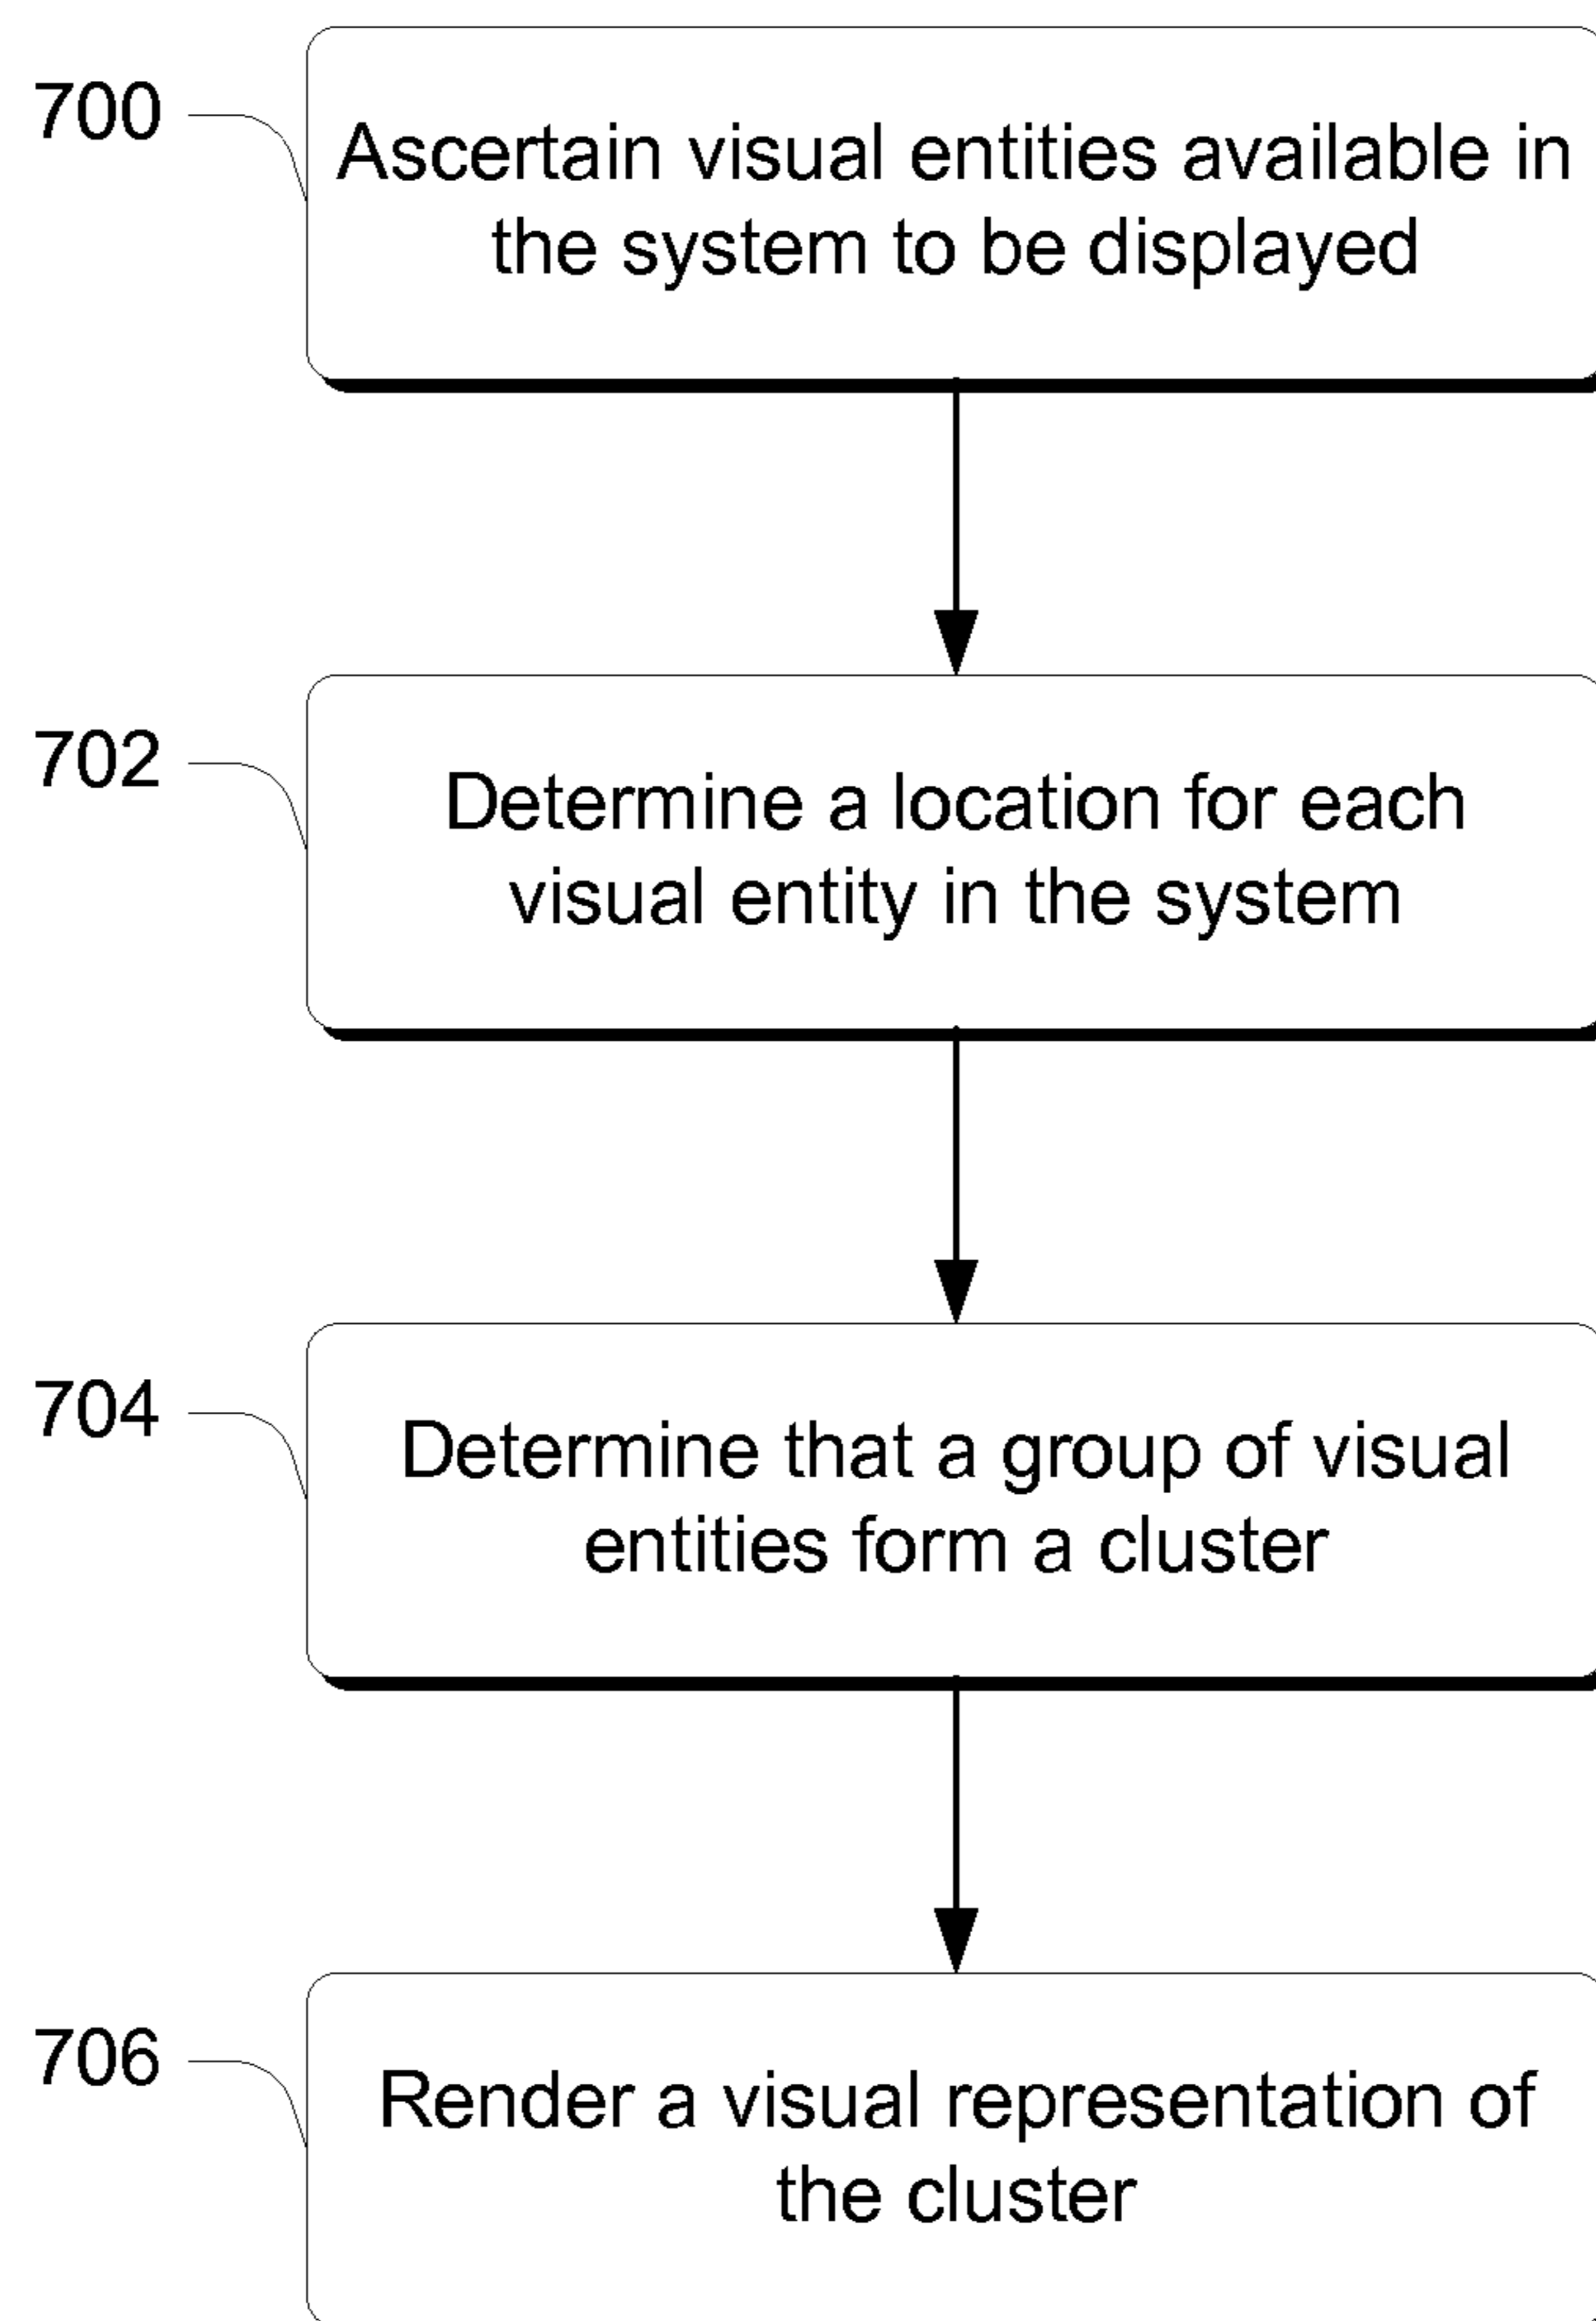 700
Ascertain visual entities available in
the system to be displayed
702
Determine a location for each
visual entity in the system
704
Determine that a group of visual
entities form a cluster
706
Render a visual representation of
the cluster